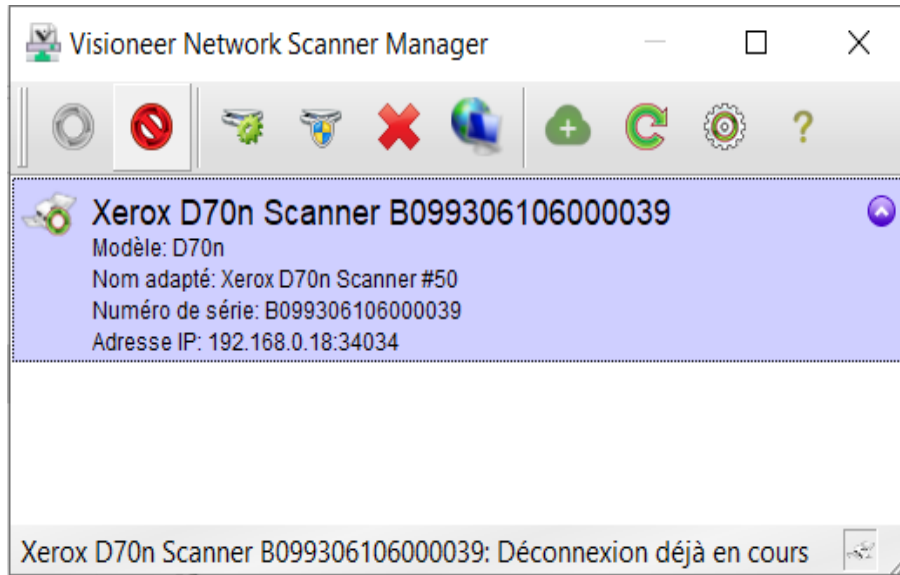 Visioneer Network Scanner Manager
Xerox D70n Scanner B099306106000039
Modèle: D70n
Nom adapté: Xerox D70n Scanner #50
Numéro de série: B099306106000039
Adresse IP: 192.168.0.18:34034
Xerox D70n Scanner B099306106000039: Déconnexion déjà en cours